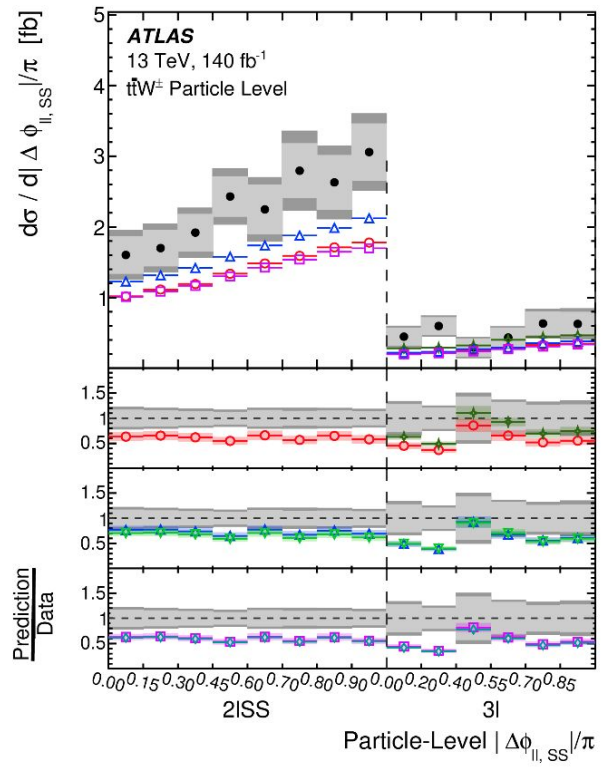 dσ / d| Δ ϕ_ll, SS|/π [fb]
ATLAS
13 TeV, 140 fb⁻¹
tt̄W± Particle Level
5
4
3
2
1
1.5
1
0.5
1.5
1
0.5
1.5
1
0.5
Prediction
Data
0.00 0.15 0.30 0.45 0.60 0.70 0.80 0.90 0.00 0.20 0.40 0.55 0.70 0.85
2lSS 3l
Particle-Level | Δϕ_ll, SS|/π